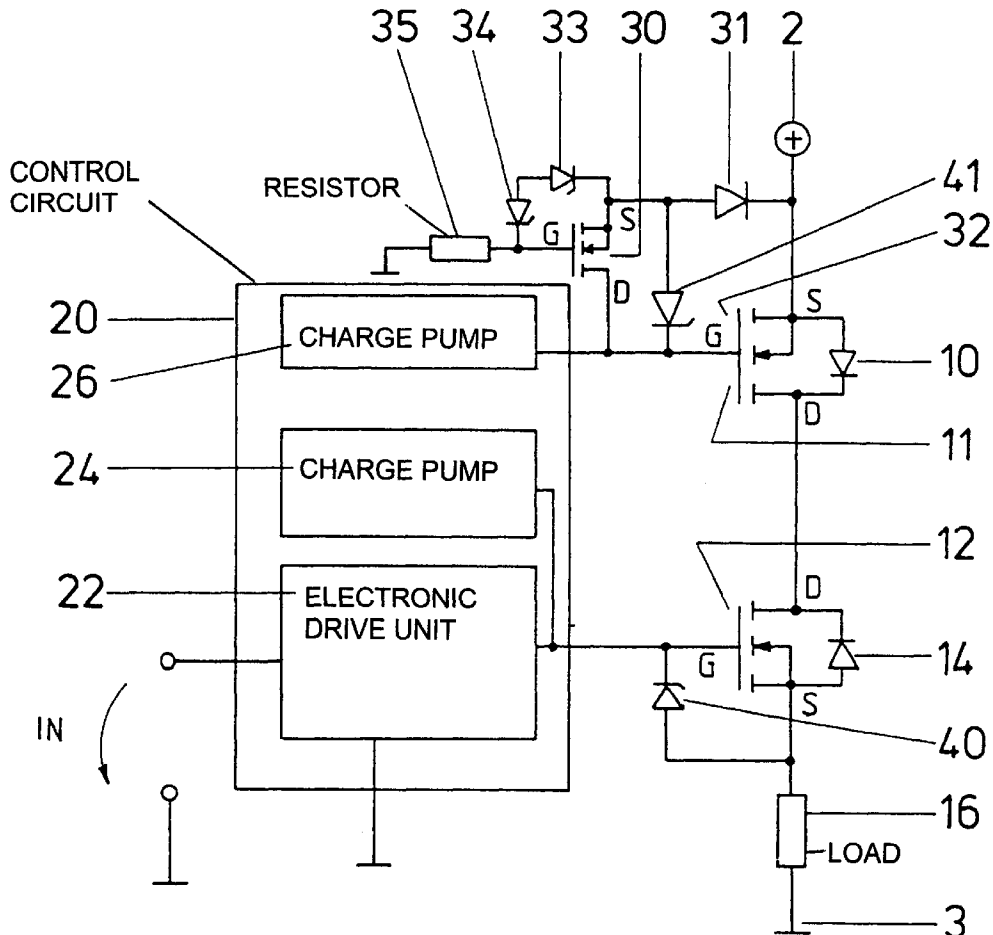 35 34 33 30 31 2
CONTROL
CIRCUIT
RESISTOR
41
32
G S
D
20
CHARGE PUMP
26
G S
10
D
11
24
CHARGE PUMP
12
22
ELECTRONIC
DRIVE UNIT
D
G
14
S
IN
40
16
LOAD
3